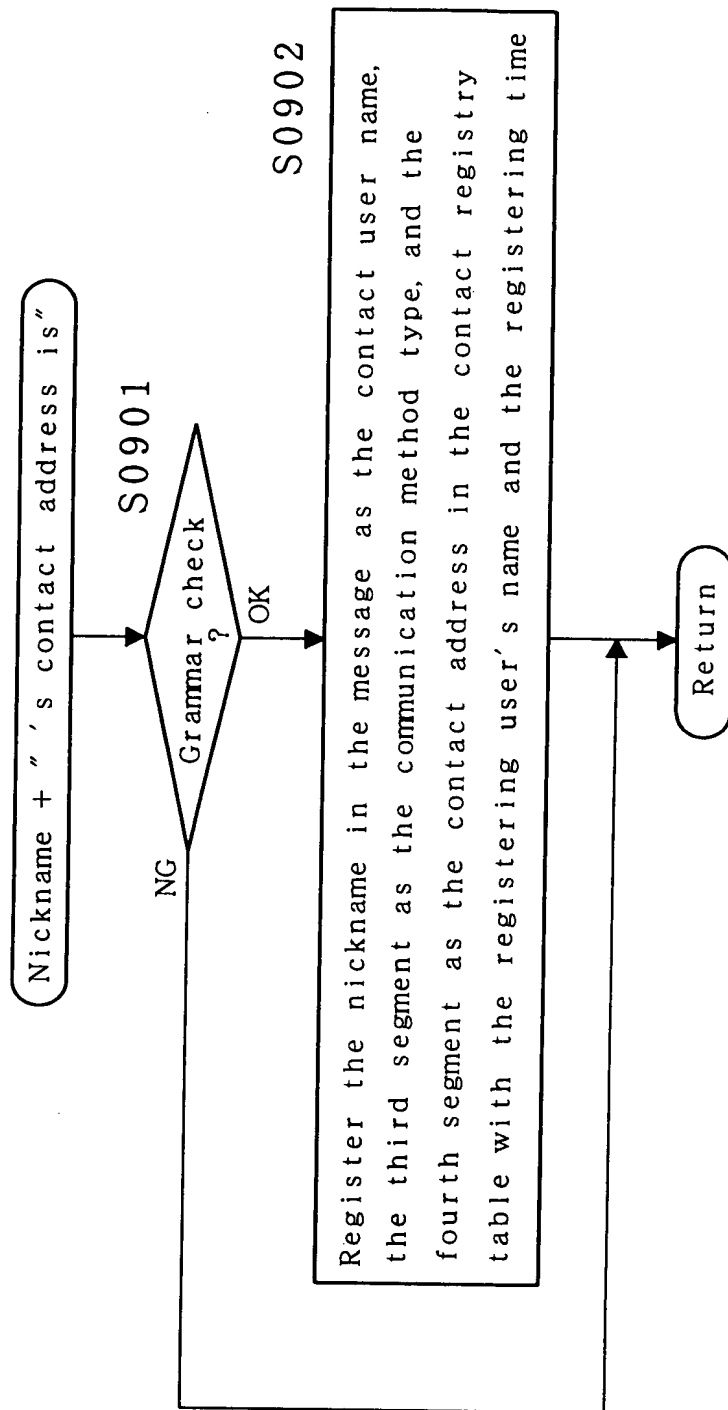 Nickname + "'s contact address is"
S0901
Grammar check
?
NG
OK
S0902
Register the nickname in the message as the contact user name,
the third segment as the communication method type, and the
fourth segment as the contact address in the contact registry
table with the registering user's name and the registering time
Return